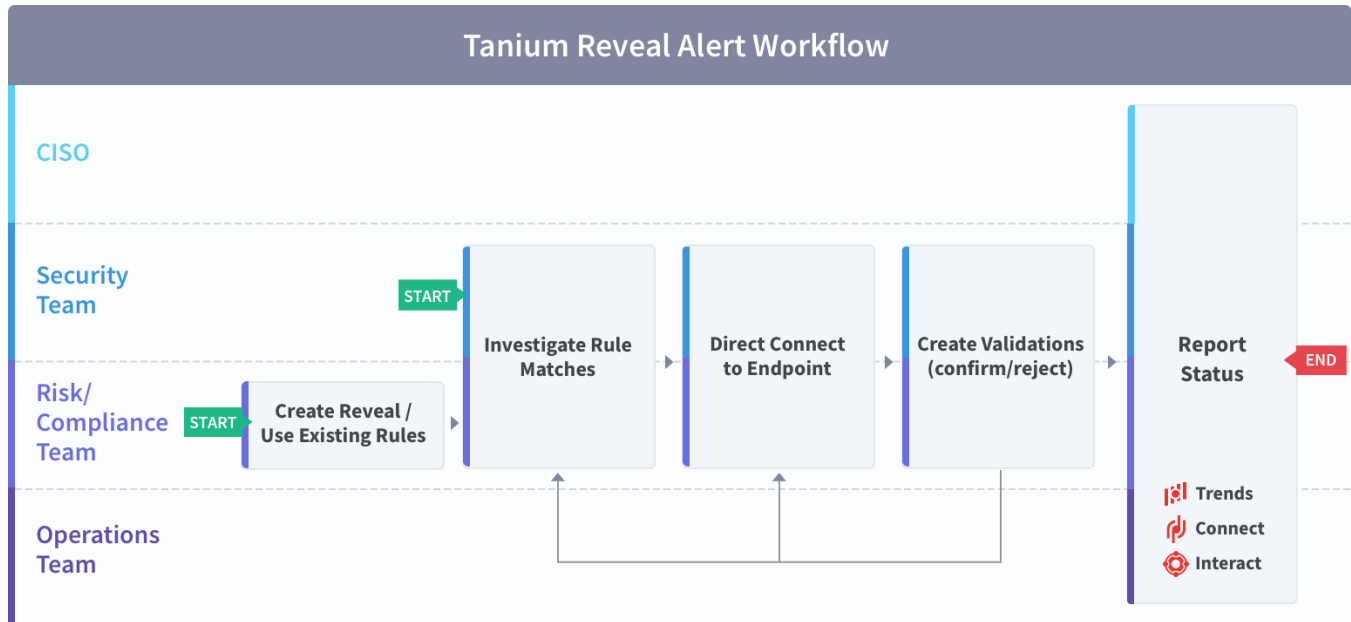 Tanium Reveal Alert Workflow
CISO
Security
Team
START
Investigate Rule
Matches
Direct Connect
to Endpoint
Create Validations
(confirm/reject)
Report
Status
END
Risk/
Compliance
Team
START
Create Reveal /
Use Existing Rules
Trends
Connect
Interact
Operations
Team